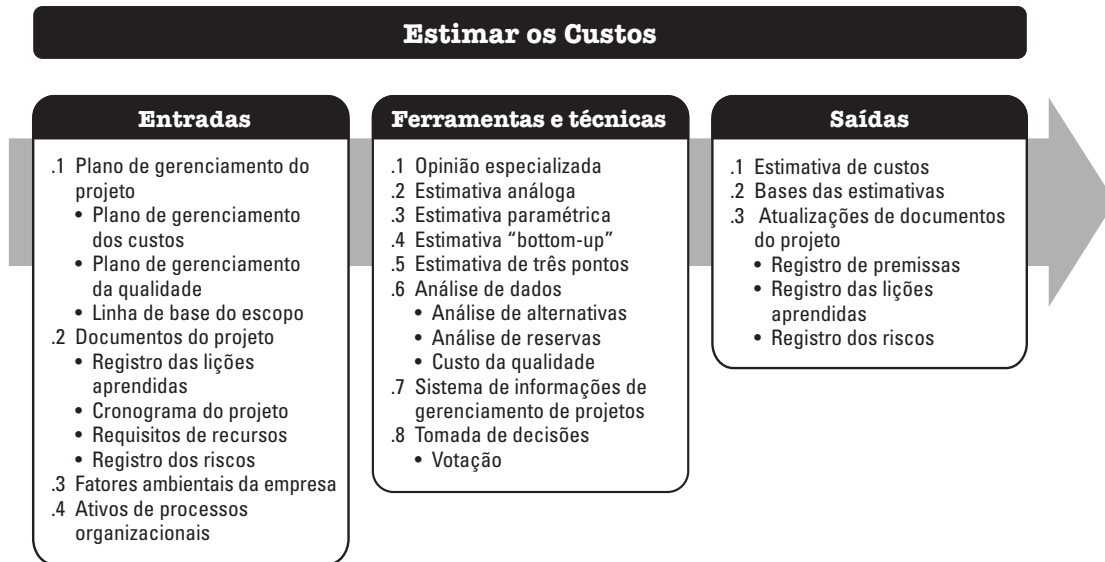 Estimar os Custos
Entradas
.1 Plano de gerenciamento do
projeto
• Plano de gerenciamento
dos custos
• Plano de gerenciamento
da qualidade
• Linha de base do escopo
.2 Documentos do projeto
• Registro das lições
aprendidas
• Cronograma do projeto
• Requisitos de recursos
• Registro dos riscos
.3 Fatores ambientais da empresa
.4 Ativos de processos
organizacionais
Ferramentas e técnicas
.1 Opinião especializada
.2 Estimativa análoga
.3 Estimativa paramétrica
.4 Estimativa “bottom-up”
.5 Estimativa de três pontos
.6 Análise de dados
• Análise de alternativas
• Análise de reservas
• Custo da qualidade
.7 Sistema de informações de
gerenciamento de projetos
.8 Tomada de decisões
• Votação
Saídas
.1 Estimativa de custos
.2 Bases das estimativas
.3 Atualizações de documentos
do projeto
• Registro de premissas
• Registro das lições
aprendidas
• Registro dos riscos